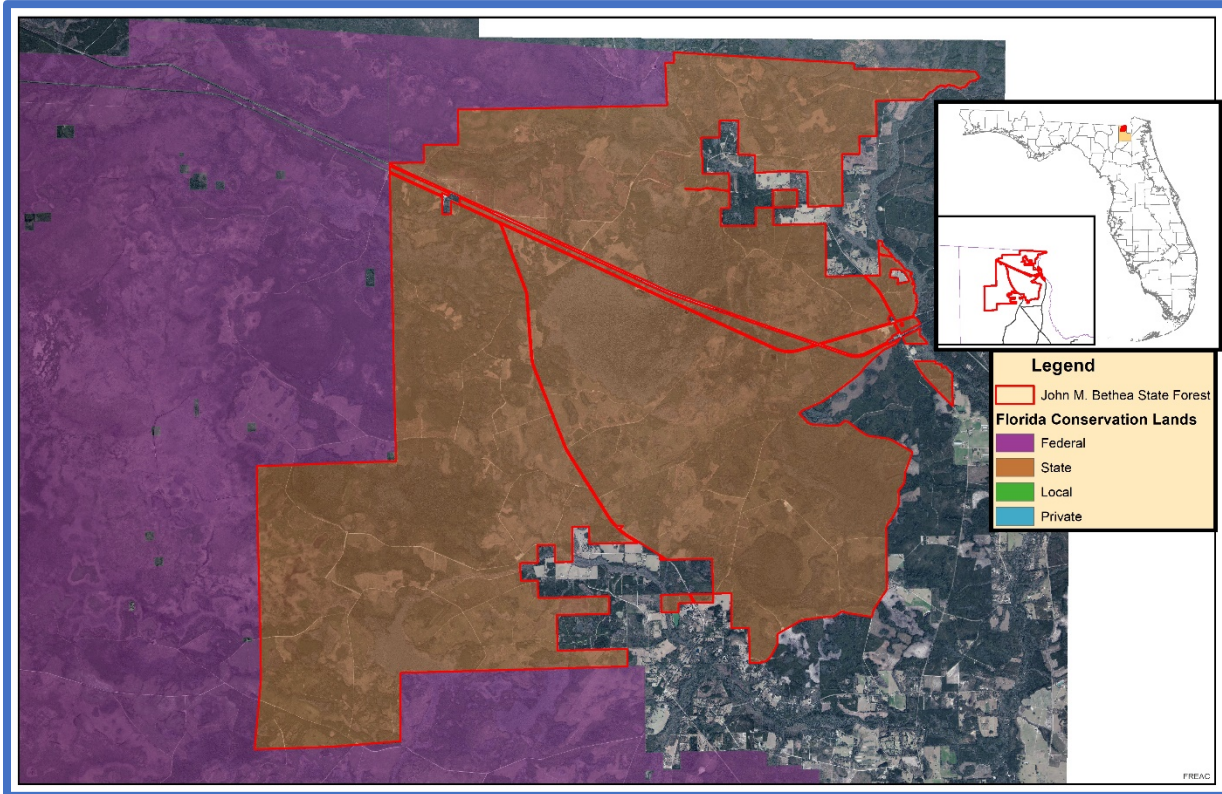 Legend
John M. Bethea State Forest
Florida Conservation Lands
Federal
State
Local
Private
FREAC